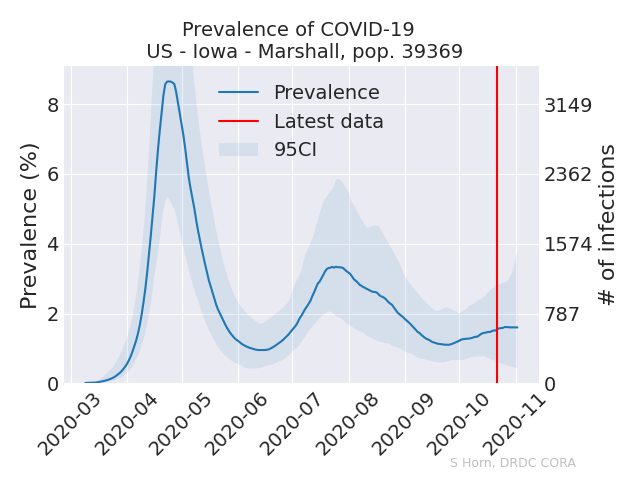 Prevalence of COVID-19
US - Iowa - Marshall, pop. 39369
Prevalence
Latest data
95CI
Prevalence (%)
8
6
4
2
0
3149
2362
1574
787
0
# of infections
2020-03
2020-04
2020-05
2020-06
2020-07
2020-08
2020-09
2020-10
2020-11
S Horn, DRDC CORA